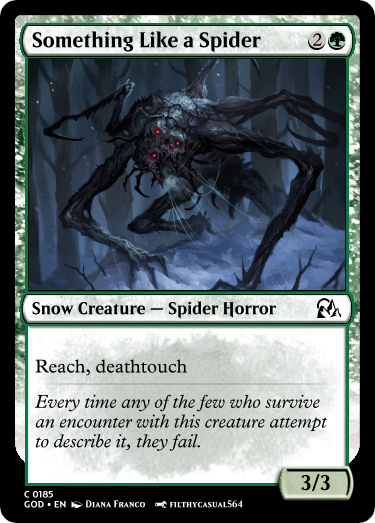 Something Like a Spider 2
Snow Creature — Spider Horror
Reach, deathtouch
Every time any of the few who survive
an encounter with this creature attempt
to describe it, they fail.
3/3
C 0185
GOD • EN Diana Franco filthycasual564